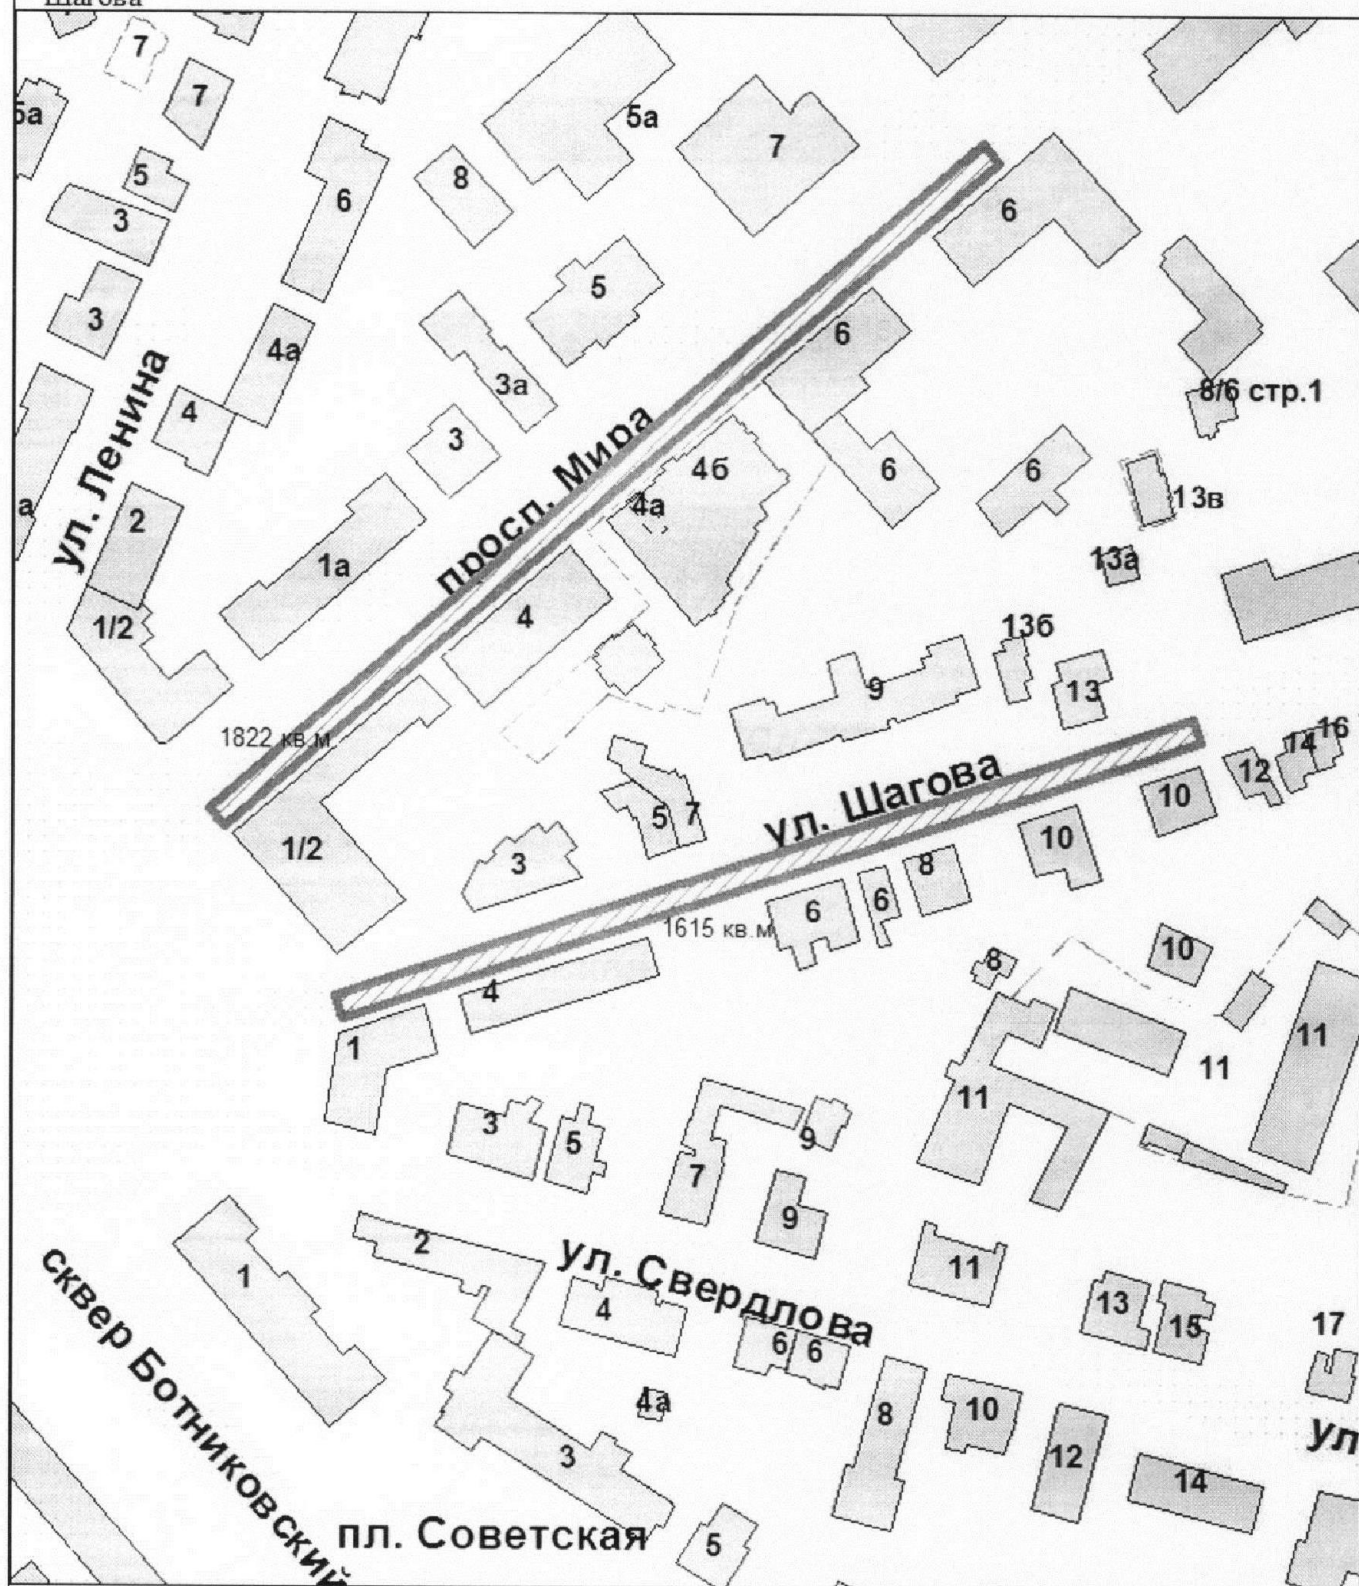 Шагова
7
5а
7
5а
7
5
8
6
3
6
5
3
6
4а
3а
8/6 стр.1
4
3
просп. Мира
4б
6
6
ул. Ленина
а
2
4а
13в
1а
13а
4
1/2
13б
9
13
1822 кв.м.
16
14
12
ул. Шагова
10
5
7
10
1/2
3
8
6
6
1615 кв.м
10
8
4
11
1
11
11
3
5
9
7
9
2
ул. Свердлова
11
1
4
13
15
17
6
6
4а
8
10
ул
3
12
14
сквер Ботниковский
пл. Советская
5